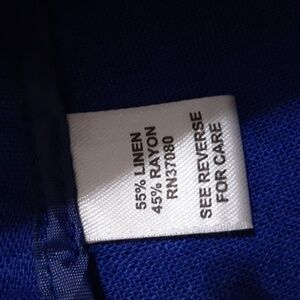 55% LINEN
45% RAYON
RN37080
SEE REVERSE
FOR CARE